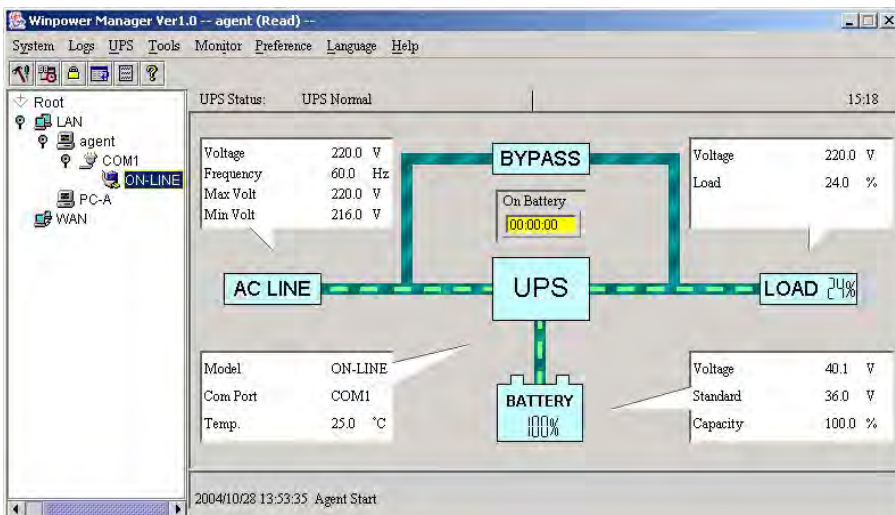 Winpower Manager Ver1.0 -- agent (Read) --
System Logs UPS Tools Monitor Preference Language Help
Root
LAN
agent
COM1
ON-LINE
PC-A
WAN
UPS Status: UPS Normal 15:18
Voltage 220.0 V
Frequency 60.0 Hz
Max Volt 220.0 V
Min Volt 216.0 V
BYPASS
On Battery
00:00:00
Voltage 220.0 V
Load 24.0 %
AC LINE
UPS
LOAD 24%
Model ON-LINE
Com Port COM1
Temp. 25.0 °C
BATTERY
100%
Voltage 40.1 V
Standard 36.0 V
Capacity 100.0 %
2004/10/28 13:53:35 Agent Start